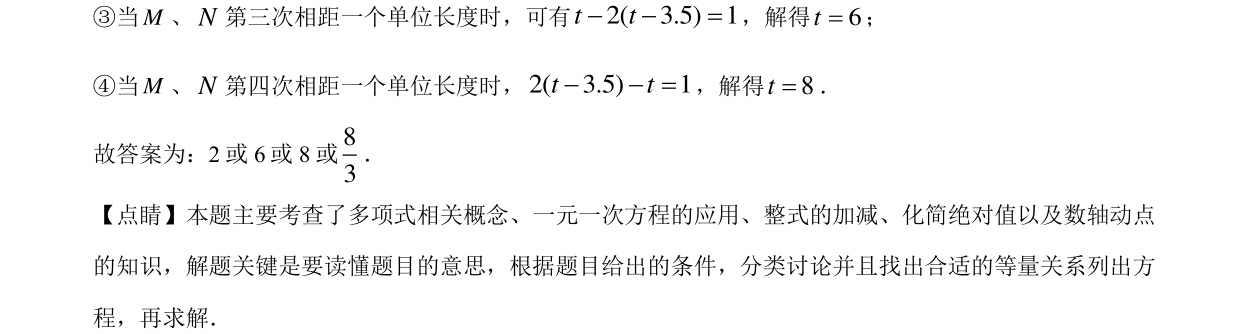 ③当 M 、 N 第三次相距一个单位长度时，可有 t－2(t－3.5)＝1，解得 t＝6；
④当 M 、 N 第四次相距一个单位长度时， 2(t－3.5)－t＝1，解得 t＝8．
故答案为：2 或 6 或 8 或 8/3．
【点睛】本题主要考查了多项式相关概念、一元一次方程的应用、整式的加减、化简绝对值以及数轴动点
的知识，解题关键是要读懂题目的意思，根据题目给出的条件，分类讨论并且找出合适的等量关系列出方
程，再求解．